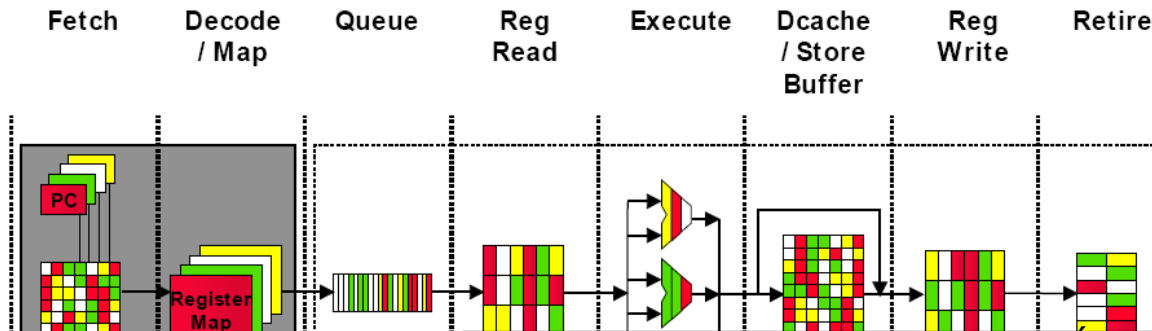 Fetch
Decode
/ Map
Queue
Reg
Read
Execute
Dcache
/ Store
Buffer
Reg
Write
Retire
PC
Register
Map